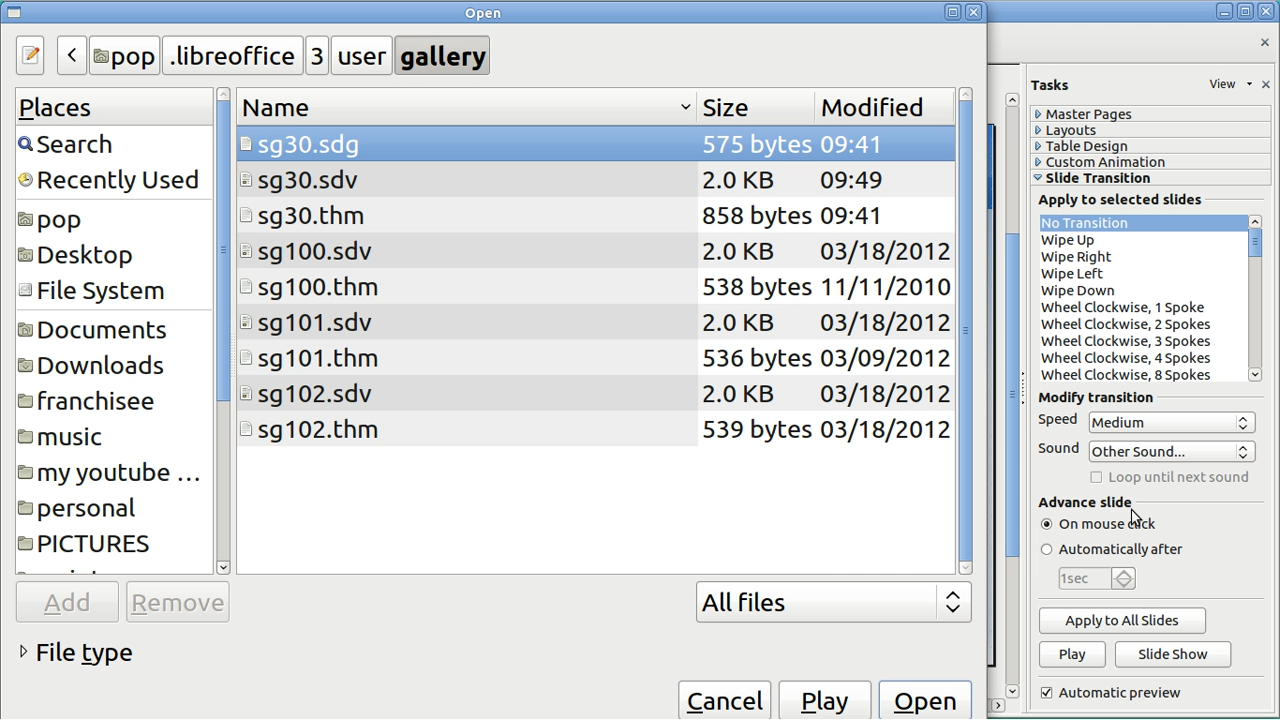 Open
pop .libreoffice 3 user gallery
Places
Search
Recently Used
pop
Desktop
File System
Documents
Downloads
franchisee
music
my youtube ...
personal
PICTURES
Name Size Modified
sg30.sdg 575 bytes 09:41
sg30.sdv 2.0 KB 09:49
sg30.thm 858 bytes 09:41
sg100.sdv 2.0 KB 03/18/2012
sg100.thm 538 bytes 11/11/2010
sg101.sdv 2.0 KB 03/18/2012
sg101.thm 536 bytes 03/09/2012
sg102.sdv 2.0 KB 03/18/2012
sg102.thm 539 bytes 03/18/2012
Add Remove
All files
File type
Cancel Play Open
Tasks View
Master Pages
Layouts
Table Design
Custom Animation
Slide Transition
Apply to selected slides
No Transition
Wipe Up
Wipe Right
Wipe Left
Wipe Down
Wheel Clockwise, 1 Spoke
Wheel Clockwise, 2 Spokes
Wheel Clockwise, 3 Spokes
Wheel Clockwise, 4 Spokes
Wheel Clockwise, 8 Spokes
Modify transition
Speed Medium
Sound Other Sound...
Loop until next sound
Advance slide
On mouse click
Automatically after
1sec
Apply to All Slides
Play Slide Show
Automatic preview